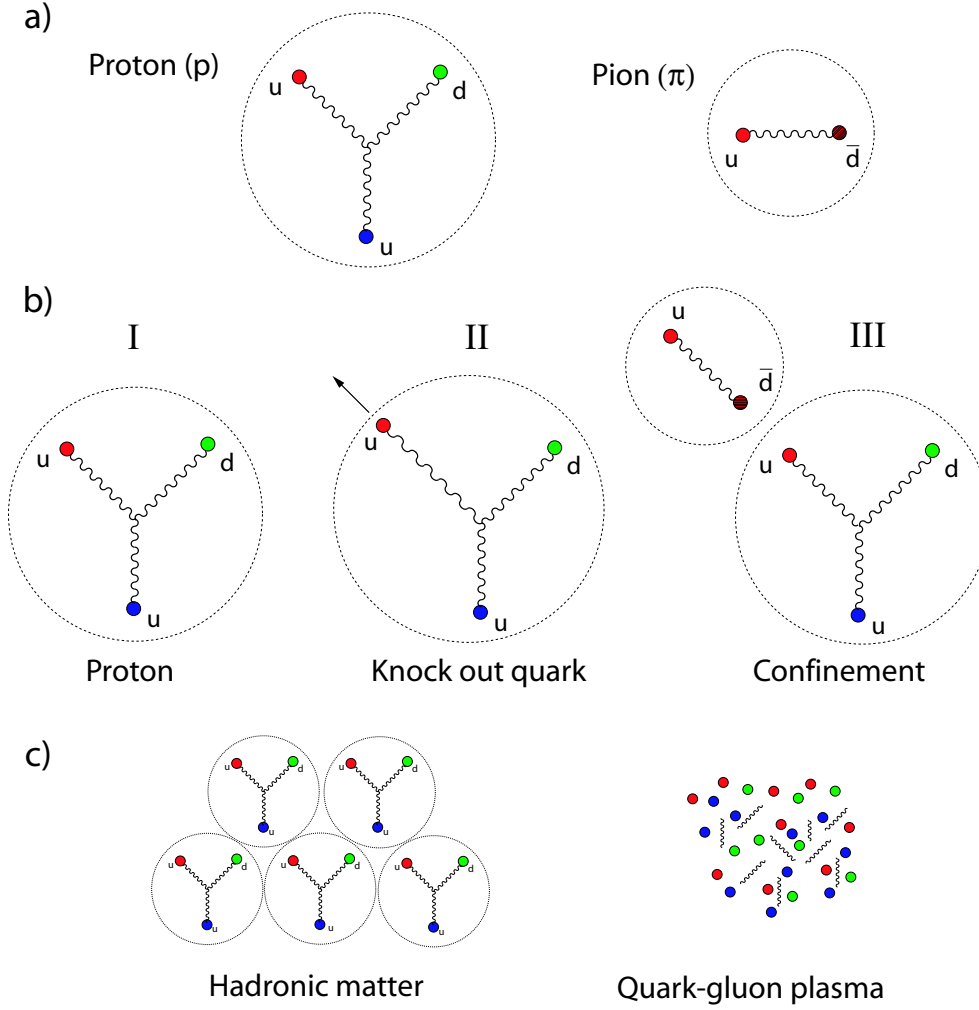 a)
Proton (p)
u
d
u
Pion (π)
u
d̅
b)
I
u
d
u
Proton
II
u
d
u
Knock out quark
III
u
d̅
u
d
u
Confinement
c)
u
d
u
u
d
u
u
d
u
u
d
u
u
d
u
Hadronic matter
Quark-gluon plasma